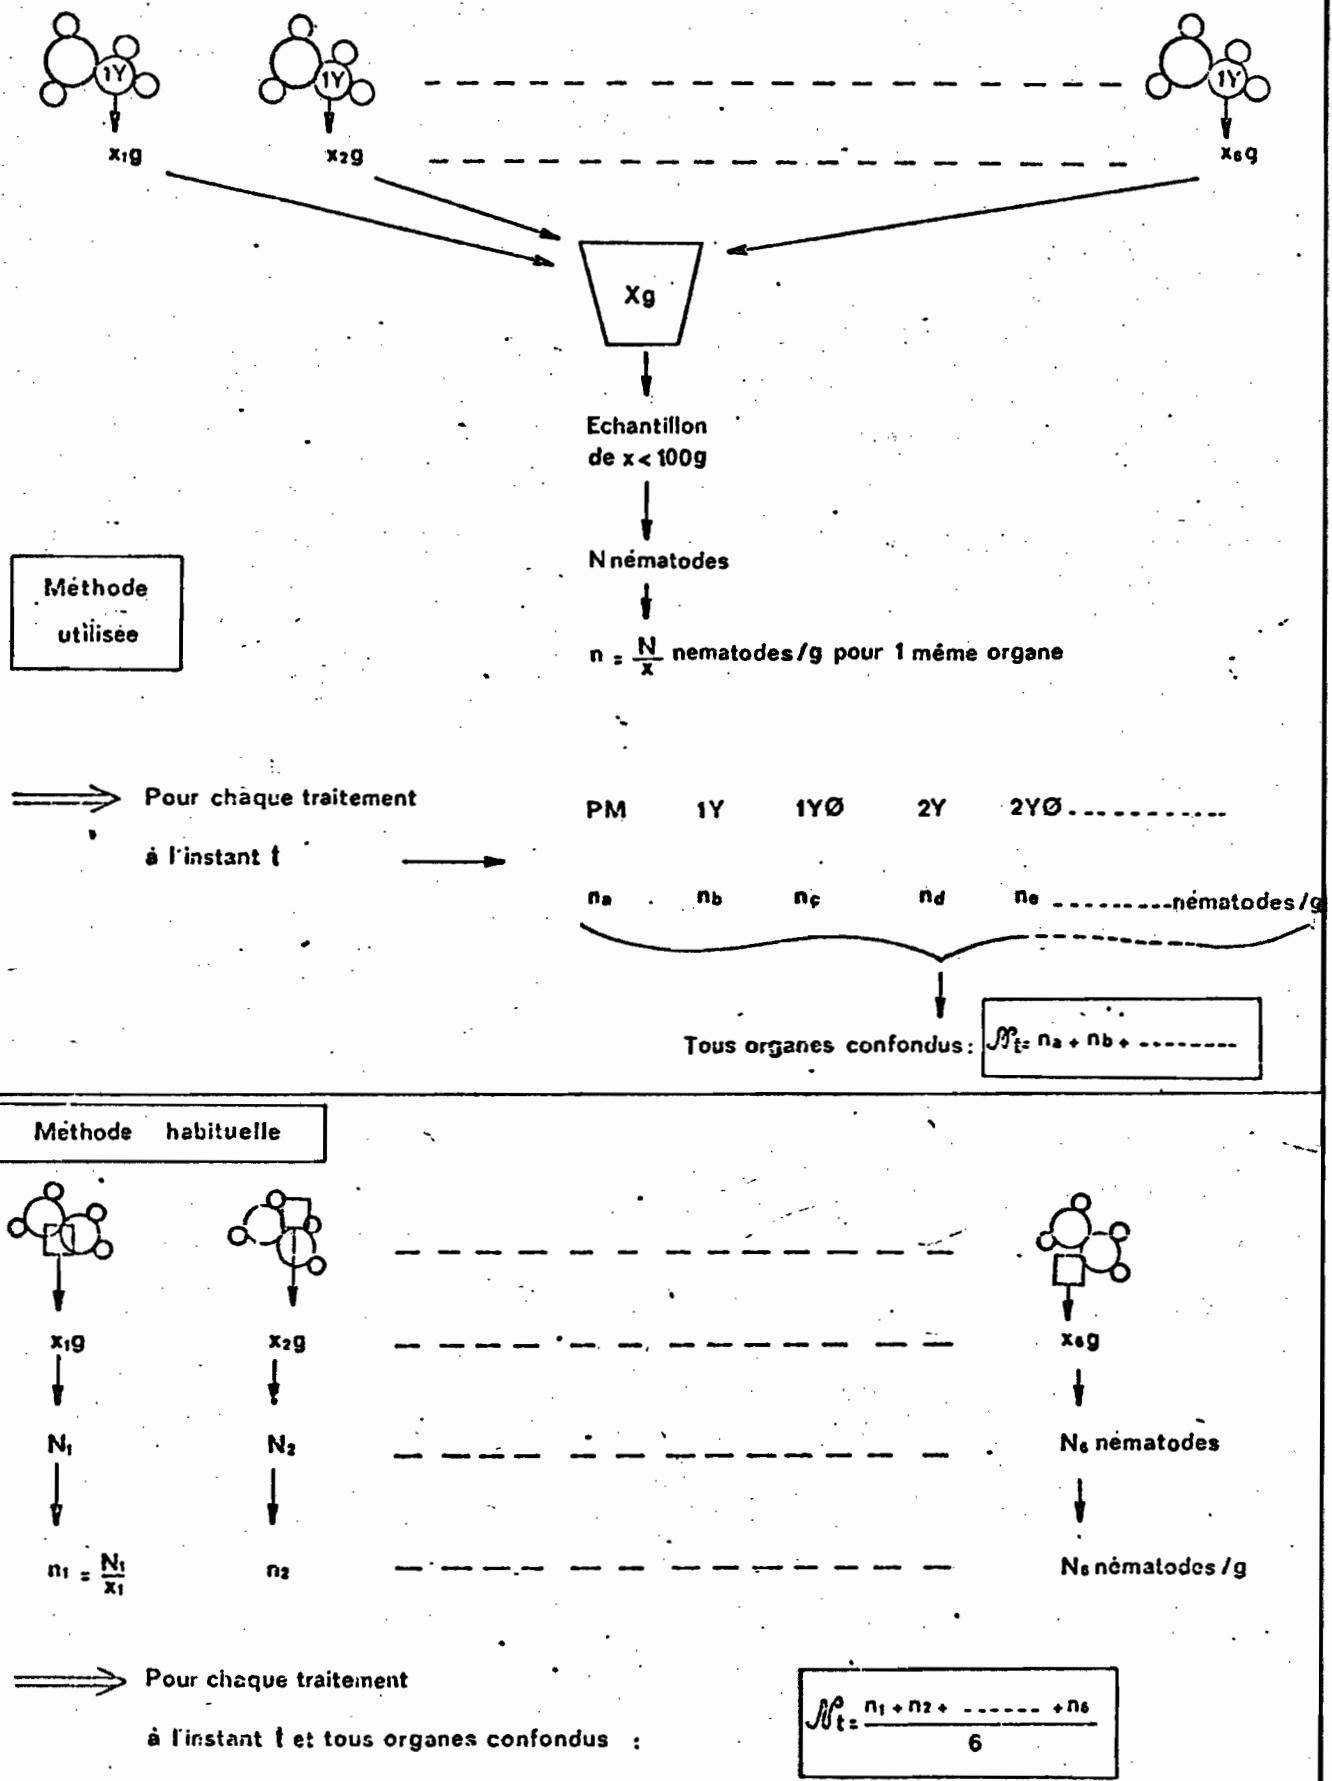 1Y 1Y 1Y
x₁g x₂g x₆g
Xg
Echantillon
de x < 100g
N nématodes
Méthode
utilisée
n = N/x nematodes/g pour 1 même organe
Pour chaque traitement
à l'instant t
PM 1Y 1YØ 2Y 2YØ
na nb nc nd ne nématodes/g
Tous organes confondus : 𝒩t = na + nb +
Méthode habituelle
x₁g x₂g x₆g
N₁ N₂ N₆ nématodes
n₁ = N₁/x₁ n₂ N₆ nématodes/g
Pour chaque traitement
à l'instant t et tous organes confondus :
𝒩t = n₁ + n₂ + ------ + n₆ / 6